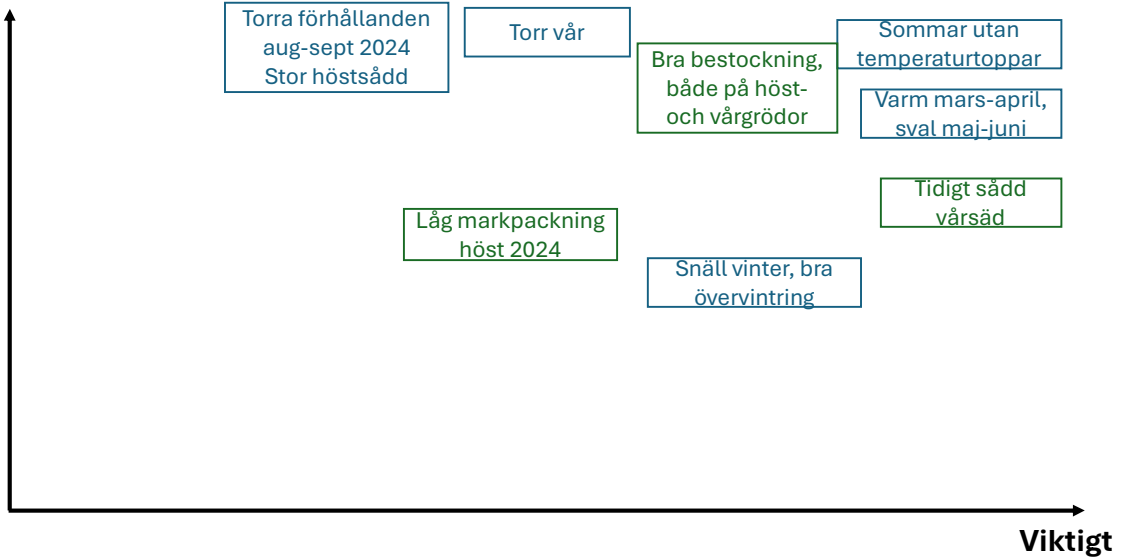 Torra förhållanden
aug-sept 2024
Stor höstsådd
Torr vår
Bra bestockning,
både på höst-
och vårgrödor
Sommar utan
temperaturtoppar
Varm mars-april,
sval maj-juni
Tidigt sådd
vårsäd
Låg markpackning
höst 2024
Snäll vinter, bra
övervintring
Viktigt